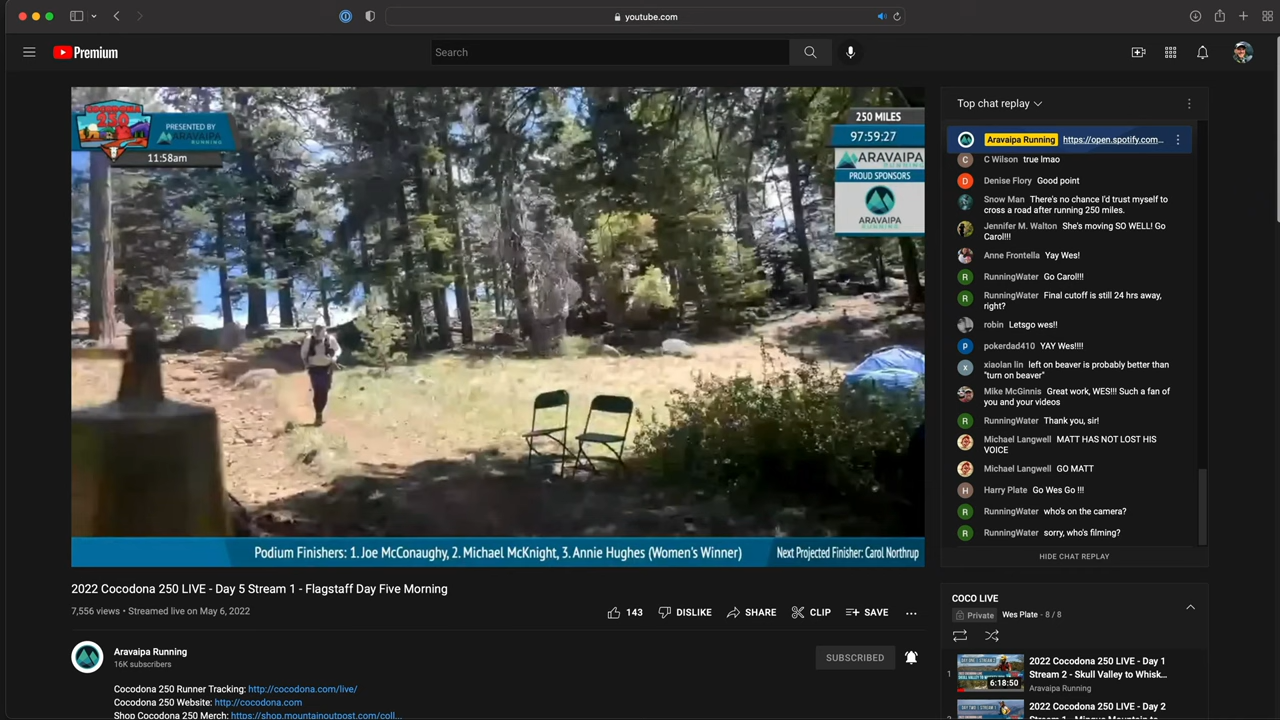 youtube.com
Premium
Search
250
PRESENTED BY
ARAVAIPA
RUNNING
11:58am
250 MILES
97:59:27
ARAVAIPA
RUNNING
PROUD SPONSORS
ARAVAIPA
RUNNING
Podium Finishers: 1. Joe McConaughy, 2. Michael McKnight, 3. Annie Hughes (Women's Winner)
Next Projected Finisher: Carol Northrup
2022 Cocodona 250 LIVE - Day 5 Stream 1 - Flagstaff Day Five Morning
7,556 views • Streamed live on May 6, 2022
143
DISLIKE
SHARE
CLIP
SAVE
Aravaipa Running
16K subscribers
SUBSCRIBED
Cocodona 250 Runner Tracking: http://cocodona.com/live/
Cocodona 250 Website: http://cocodona.com
Shop Cocodona 250 Merch: https://shop.mountainoutpost.com/coll...
Top chat replay
Aravaipa Running https://open.spotify.com...
C C Wilson true lmao
D Denise Flory Good point
Snow Man There's no chance I'd trust myself to
cross a road after running 250 miles.
Jennifer M. Walton She's moving SO WELL! Go
Carol!!!
Anne Frontella Yay Wes!
R RunningWater Go Carol!!!
R RunningWater Final cutoff is still 24 hrs away,
right?
robin Letsgo wes!!
p pokerdad410 YAY Wes!!!!
x xiaolan lin left on beaver is probably better than
"turn on beaver"
Mike McGinnis Great work, WES!!! Such a fan of
you and your videos
R RunningWater Thank you, sir!
Michael Langwell MATT HAS NOT LOST HIS
VOICE
Michael Langwell GO MATT
H Harry Plate Go Wes Go !!!
R RunningWater who's on the camera?
R RunningWater sorry, who's filming?
HIDE CHAT REPLAY
COCO LIVE
Private Wes Plate - 8 / 8
1
6:18:50
2022 Cocodona 250 LIVE - Day 1
Stream 2 - Skull Valley to Whisk...
Aravaipa Running
2022 Cocodona 250 LIVE - Day 2